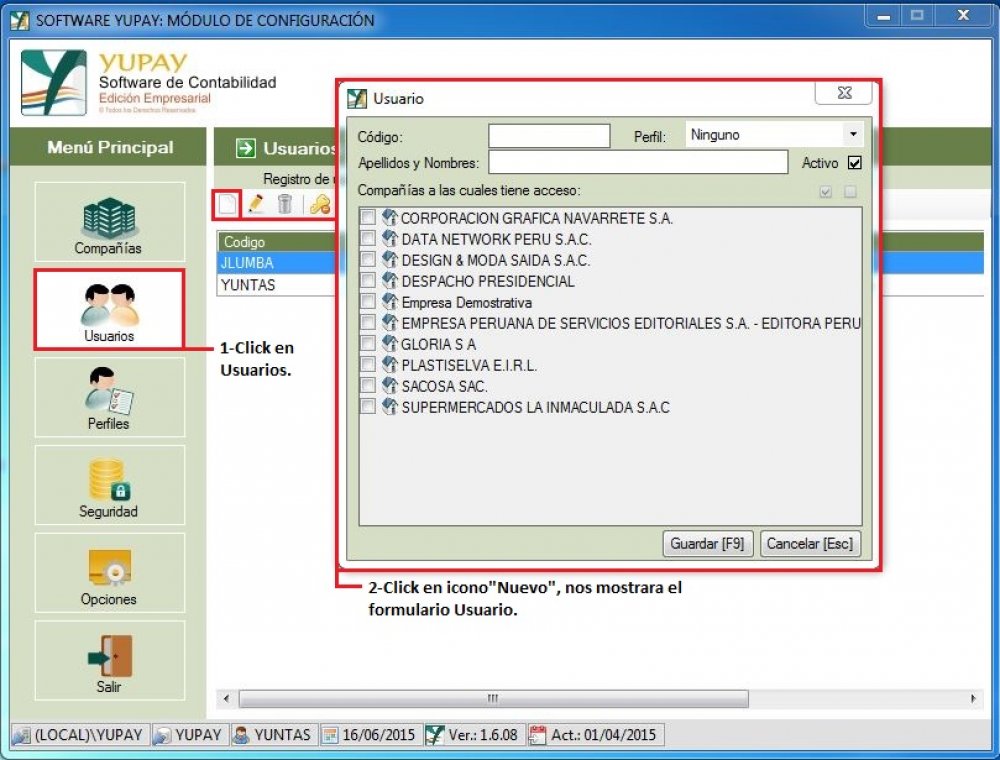 SOFTWARE YUPAY: MÓDULO DE CONFIGURACIÓN
YUPAY
Software de Contabilidad
Edición Empresarial
© Todos los Derechos Reservados
Menú Principal
Compañías
Usuarios
Perfiles
Seguridad
Opciones
Salir
Usuarios
Registro de
Codigo
JLUMBA
YUNTAS
1-Click en
Usuarios.
Usuario
Código:
Perfil: Ninguno
Apellidos y Nombres:
Activo
Compañías a las cuales tiene acceso:
CORPORACION GRAFICA NAVARRETE S.A.
DATA NETWORK PERU S.A.C.
DESIGN & MODA SAIDA S.A.C.
DESPACHO PRESIDENCIAL
Empresa Demostrativa
EMPRESA PERUANA DE SERVICIOS EDITORIALES S.A. - EDITORA PERU
GLORIA S A
PLASTISELVA E.I.R.L.
SACOSA SAC.
SUPERMERCADOS LA INMACULADA S.A.C
Guardar [F9] Cancelar [Esc]
2-Click en icono"Nuevo", nos mostrara el
formulario Usuario.
(LOCAL)\YUPAY YUPAY YUNTAS 16/06/2015 Ver.: 1.6.08 Act.: 01/04/2015